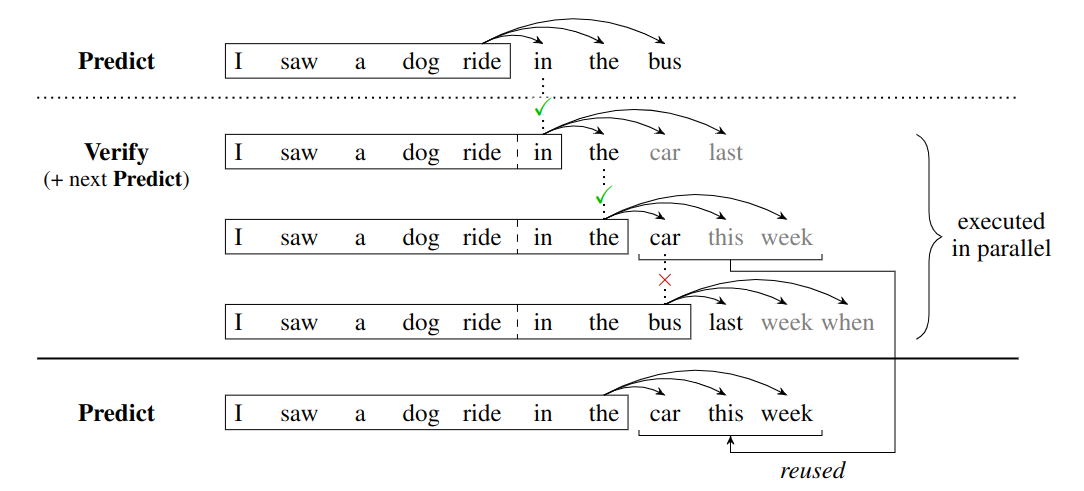 Predict I saw a dog ride in the bus
Verify I saw a dog ride in the car last
(+ next Predict)
I saw a dog ride in the car this week
executed
in parallel
I saw a dog ride in the bus last week when
Predict I saw a dog ride in the car this week
reused